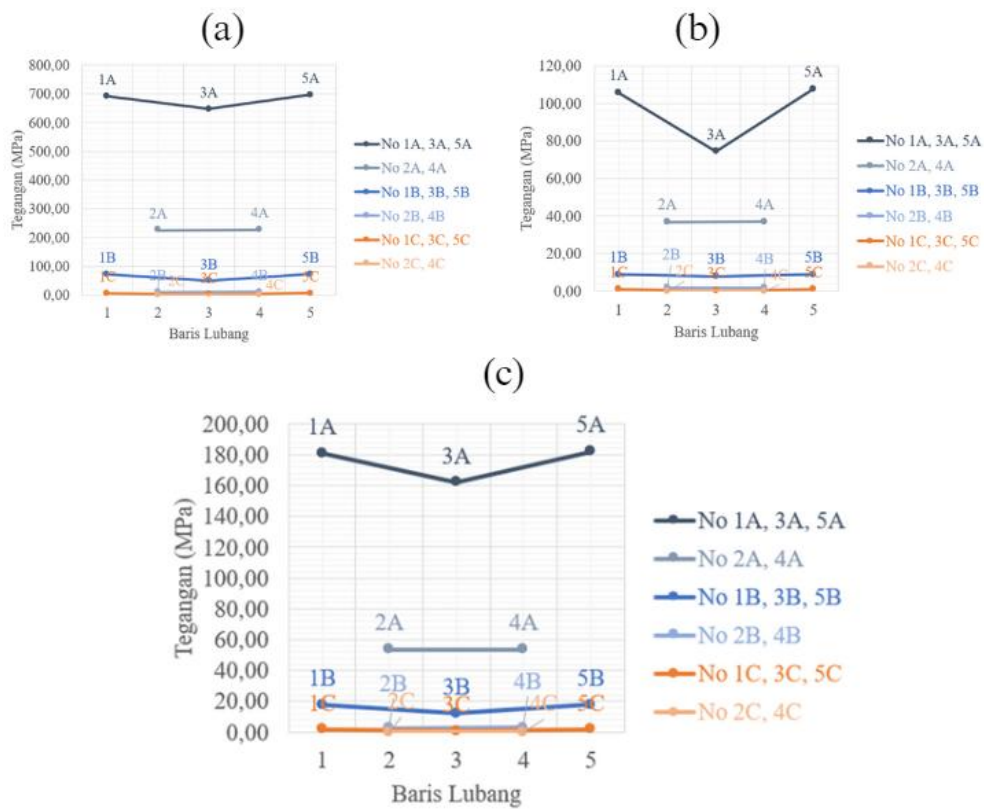 (a)
800,00
700,00
600,00
500,00
400,00
300,00
200,00
100,00
0,00
Tegangan (MPa)
1A
3A
5A
2A
4A
1B
3B
5B
2B
4B
1C
3C
5C
2C
4C
1 2 3 4 5
Baris Lubang
No 1A, 3A, 5A
No 2A, 4A
No 1B, 3B, 5B
No 2B, 4B
No 1C, 3C, 5C
No 2C, 4C
(b)
120,00
100,00
80,00
60,00
40,00
20,00
0,00
Tegangan (MPa)
1A
3A
5A
2A
4A
1B
3B
5B
2B
4B
1C
3C
5C
2C
4C
1 2 3 4 5
Baris Lubang
No 1A, 3A, 5A
No 2A, 4A
No 1B, 3B, 5B
No 2B, 4B
No 1C, 3C, 5C
No 2C, 4C
(c)
200,00
180,00
160,00
140,00
120,00
100,00
80,00
60,00
40,00
20,00
0,00
Tegangan (MPa)
1A
3A
5A
2A
4A
1B
3B
5B
2B
4B
1C
3C
5C
2C
4C
1 2 3 4 5
Baris Lubang
No 1A, 3A, 5A
No 2A, 4A
No 1B, 3B, 5B
No 2B, 4B
No 1C, 3C, 5C
No 2C, 4C